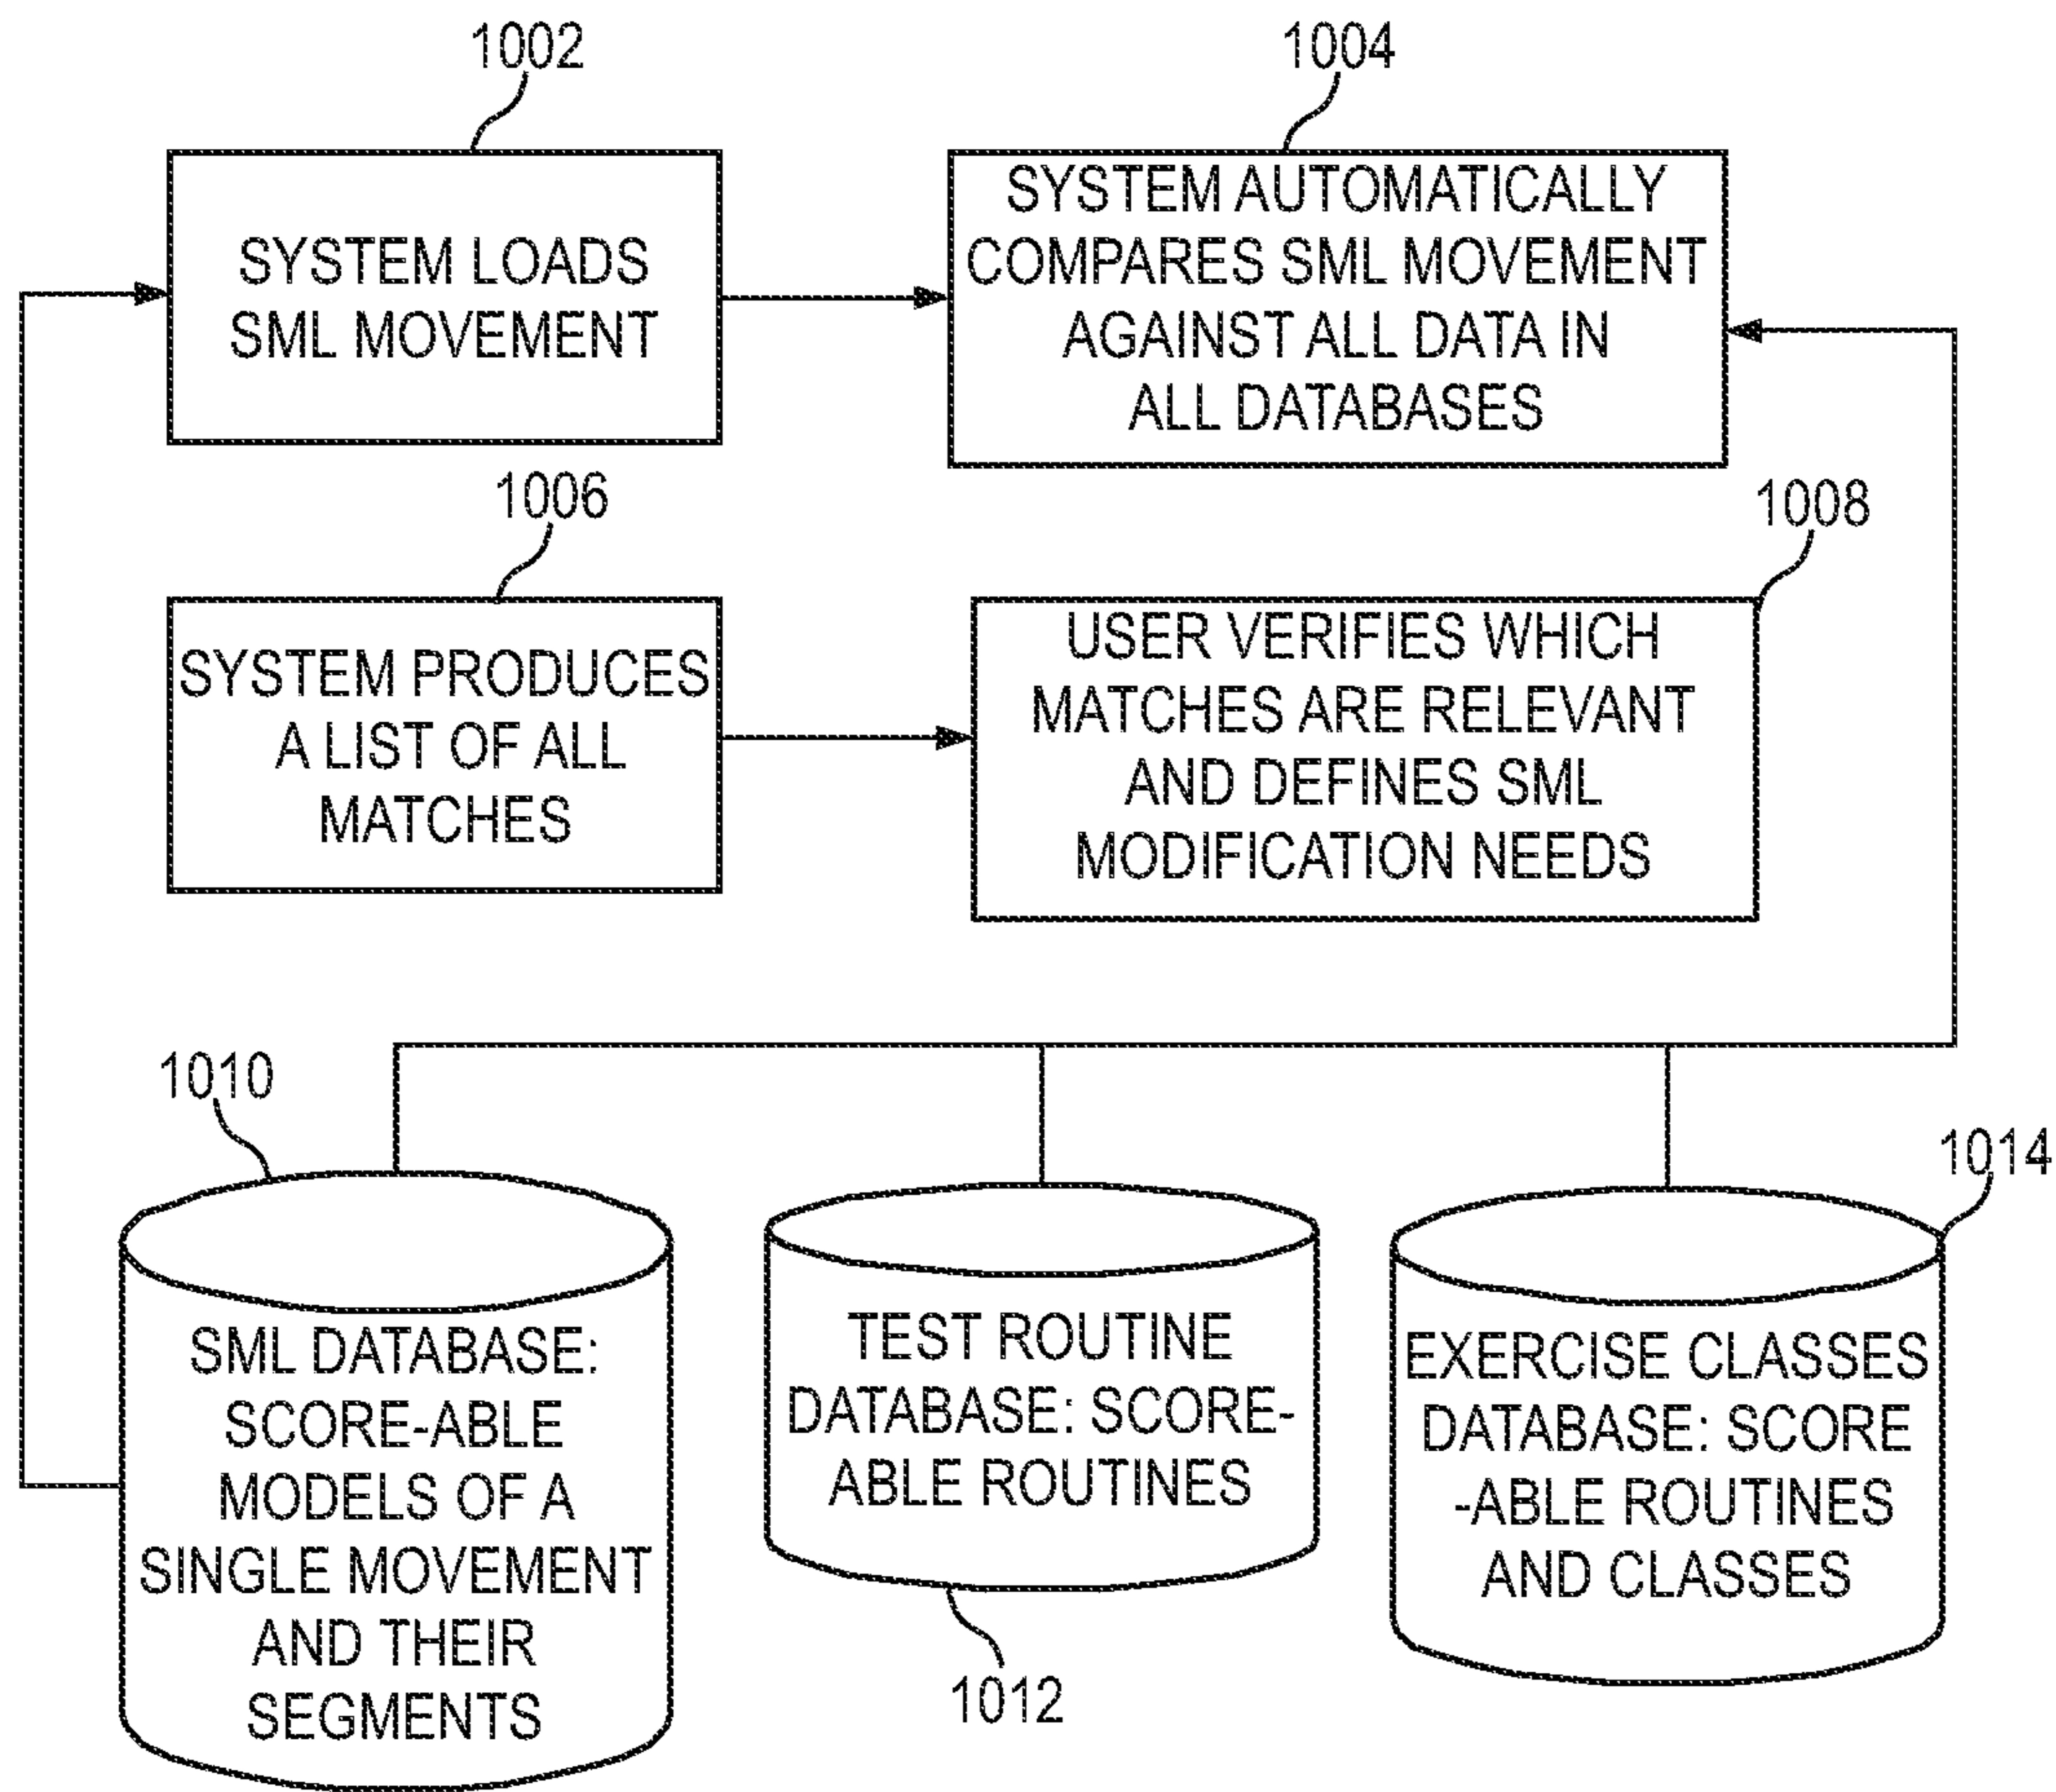 1002
1004
SYSTEM LOADS
SML MOVEMENT
SYSTEM AUTOMATICALLY
COMPARES SML MOVEMENT
AGAINST ALL DATA IN
ALL DATABASES
1006
1008
SYSTEM PRODUCES
A LIST OF ALL
MATCHES
USER VERIFIES WHICH
MATCHES ARE RELEVANT
AND DEFINES SML
MODIFICATION NEEDS
1010
1014
SML DATABASE:
SCORE-ABLE
MODELS OF A
SINGLE MOVEMENT
AND THEIR
SEGMENTS
TEST ROUTINE
DATABASE: SCORE-
ABLE ROUTINES
1012
EXERCISE CLASSES
DATABASE: SCORE
-ABLE ROUTINES
AND CLASSES